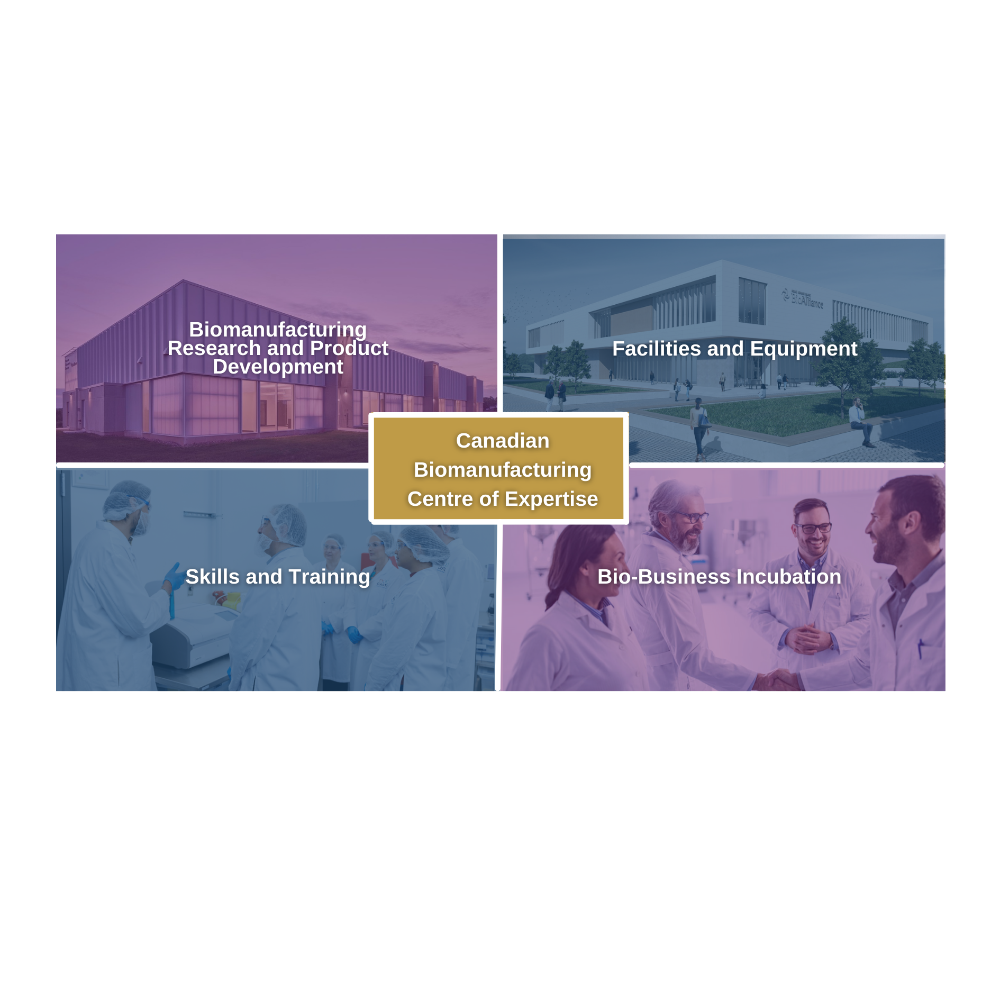 Biomanufacturing
Research and Product
Development
Facilities and Equipment
BioAlliance
Canadian
Biomanufacturing
Centre of Expertise
Skills and Training
Bio-Business Incubation